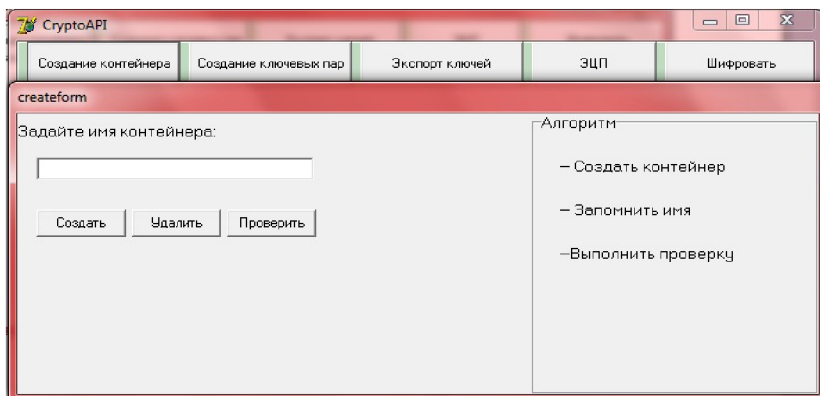 CryptoAPI
Создание контейнера Создание ключевых пар Экспорт ключей ЭЦП Шифровать
createform
Задайте имя контейнера:
Алгоритм
– Создать контейнер
– Запомнить имя
Создать Удалить Проверить
–Выполнить проверку